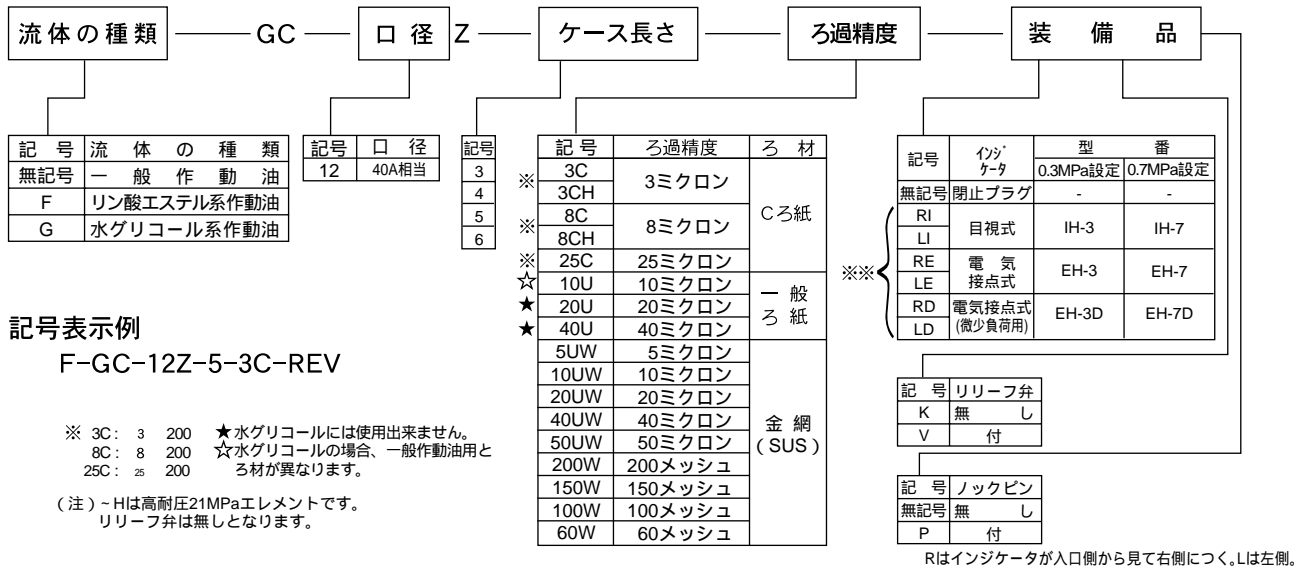 流体の種類 GC 口径 Z ケース長さ ろ過精度 装備品
記号 流体の種類
無記号 一般作動油
F リン酸エステル系作動油
G 水グリコール系作動油
記号 口径
12 40A相当
記号
3
4
5
6
記号 ろ過精度 ろ材
※ 3C 3ミクロン Cろ紙
3CH
※ 8C 8ミクロン
8CH
※ 25C 25ミクロン
☆ 10U 10ミクロン 一般ろ紙
★ 20U 20ミクロン
★ 40U 40ミクロン
5UW 5ミクロン 金網(SUS)
10UW 10ミクロン
20UW 20ミクロン
40UW 40ミクロン
50UW 50ミクロン
200W 200メッシュ
150W 150メッシュ
100W 100メッシュ
60W 60メッシュ
記号 インジケータ 型番
0.3MPa設定 0.7MPa設定
無記号 閉止プラグ - -
※※
RI 目視式 IH-3 IH-7
LI
RE 電気接点式 EH-3 EH-7
LE
RD 電気接点式(微少負荷用) EH-3D EH-7D
LD
記号 リリーフ弁
K 無し
V 付
記号 ノックピン
無記号 無し
P 付
Rはインジケータが入口側から見て右側につく。Lは左側。
記号表示例
F-GC-12Z-5-3C-REV
※ 3C: 3 200
8C: 8 200
25C: 25 200
★水グリコールには使用出来ません。
☆水グリコールの場合、一般作動油用と
ろ材が異なります。
(注)~Hは高耐圧21MPaエレメントです。
リリーフ弁は無しとなります。